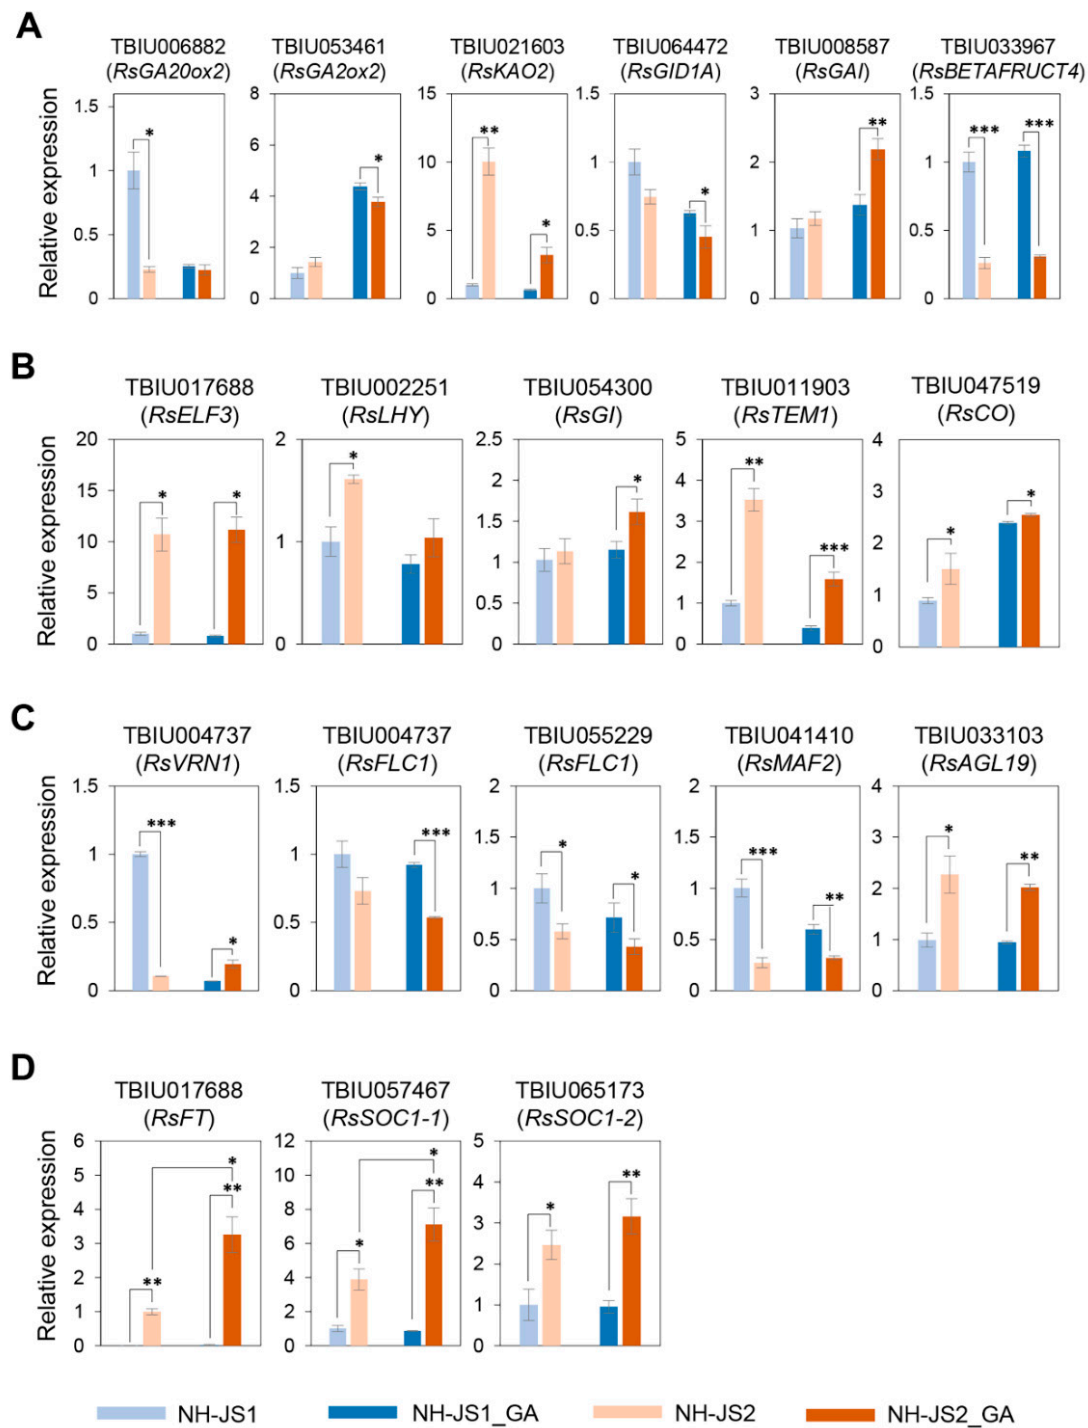 A
TBIU006882 TBIU053461 TBIU021603 TBIU064472 TBIU008587 TBIU033967
(RsGA20ox2) (RsGA2ox2) (RsKAO2) (RsGID1A) (RsGAI) (RsBETAFRUCT4)
Relative expression
1.5 1 0.5 0
* 
8 6 4 2 0
*
15 10 5 0
** *
1.5 1 0.5 0
*
3 2 1 0
**
1.5 1 0.5 0
*** ***
B
TBIU017688 TBIU002251 TBIU054300 TBIU011903 TBIU047519
(RsELF3) (RsLHY) (RsGI) (RsTEM1) (RsCO)
Relative expression
20 15 10 5 0
* *
2 1 0
*
2.5 2 1.5 1 0.5 0
*
5 4 3 2 1 0
** ***
4 3 2 1 0
* *
C
TBIU004737 TBIU004737 TBIU055229 TBIU041410 TBIU033103
(RsVRN1) (RsFLC1) (RsFLC1) (RsMAF2) (RsAGL19)
Relative expression
1.5 1 0.5 0
*** *
1.5 1 0.5 0
***
2 1.5 1 0.5 0
* *
2 1.5 1 0.5 0
*** **
4 3 2 1 0
* **
D
TBIU017688 TBIU057467 TBIU065173
(RsFT) (RsSOC1-1) (RsSOC1-2)
Relative expression
6 5 4 3 2 1 0
** * **
12 10 8 6 4 2 0
* * **
5 4 3 2 1 0
* **
NH-JS1 NH-JS1_GA NH-JS2 NH-JS2_GA